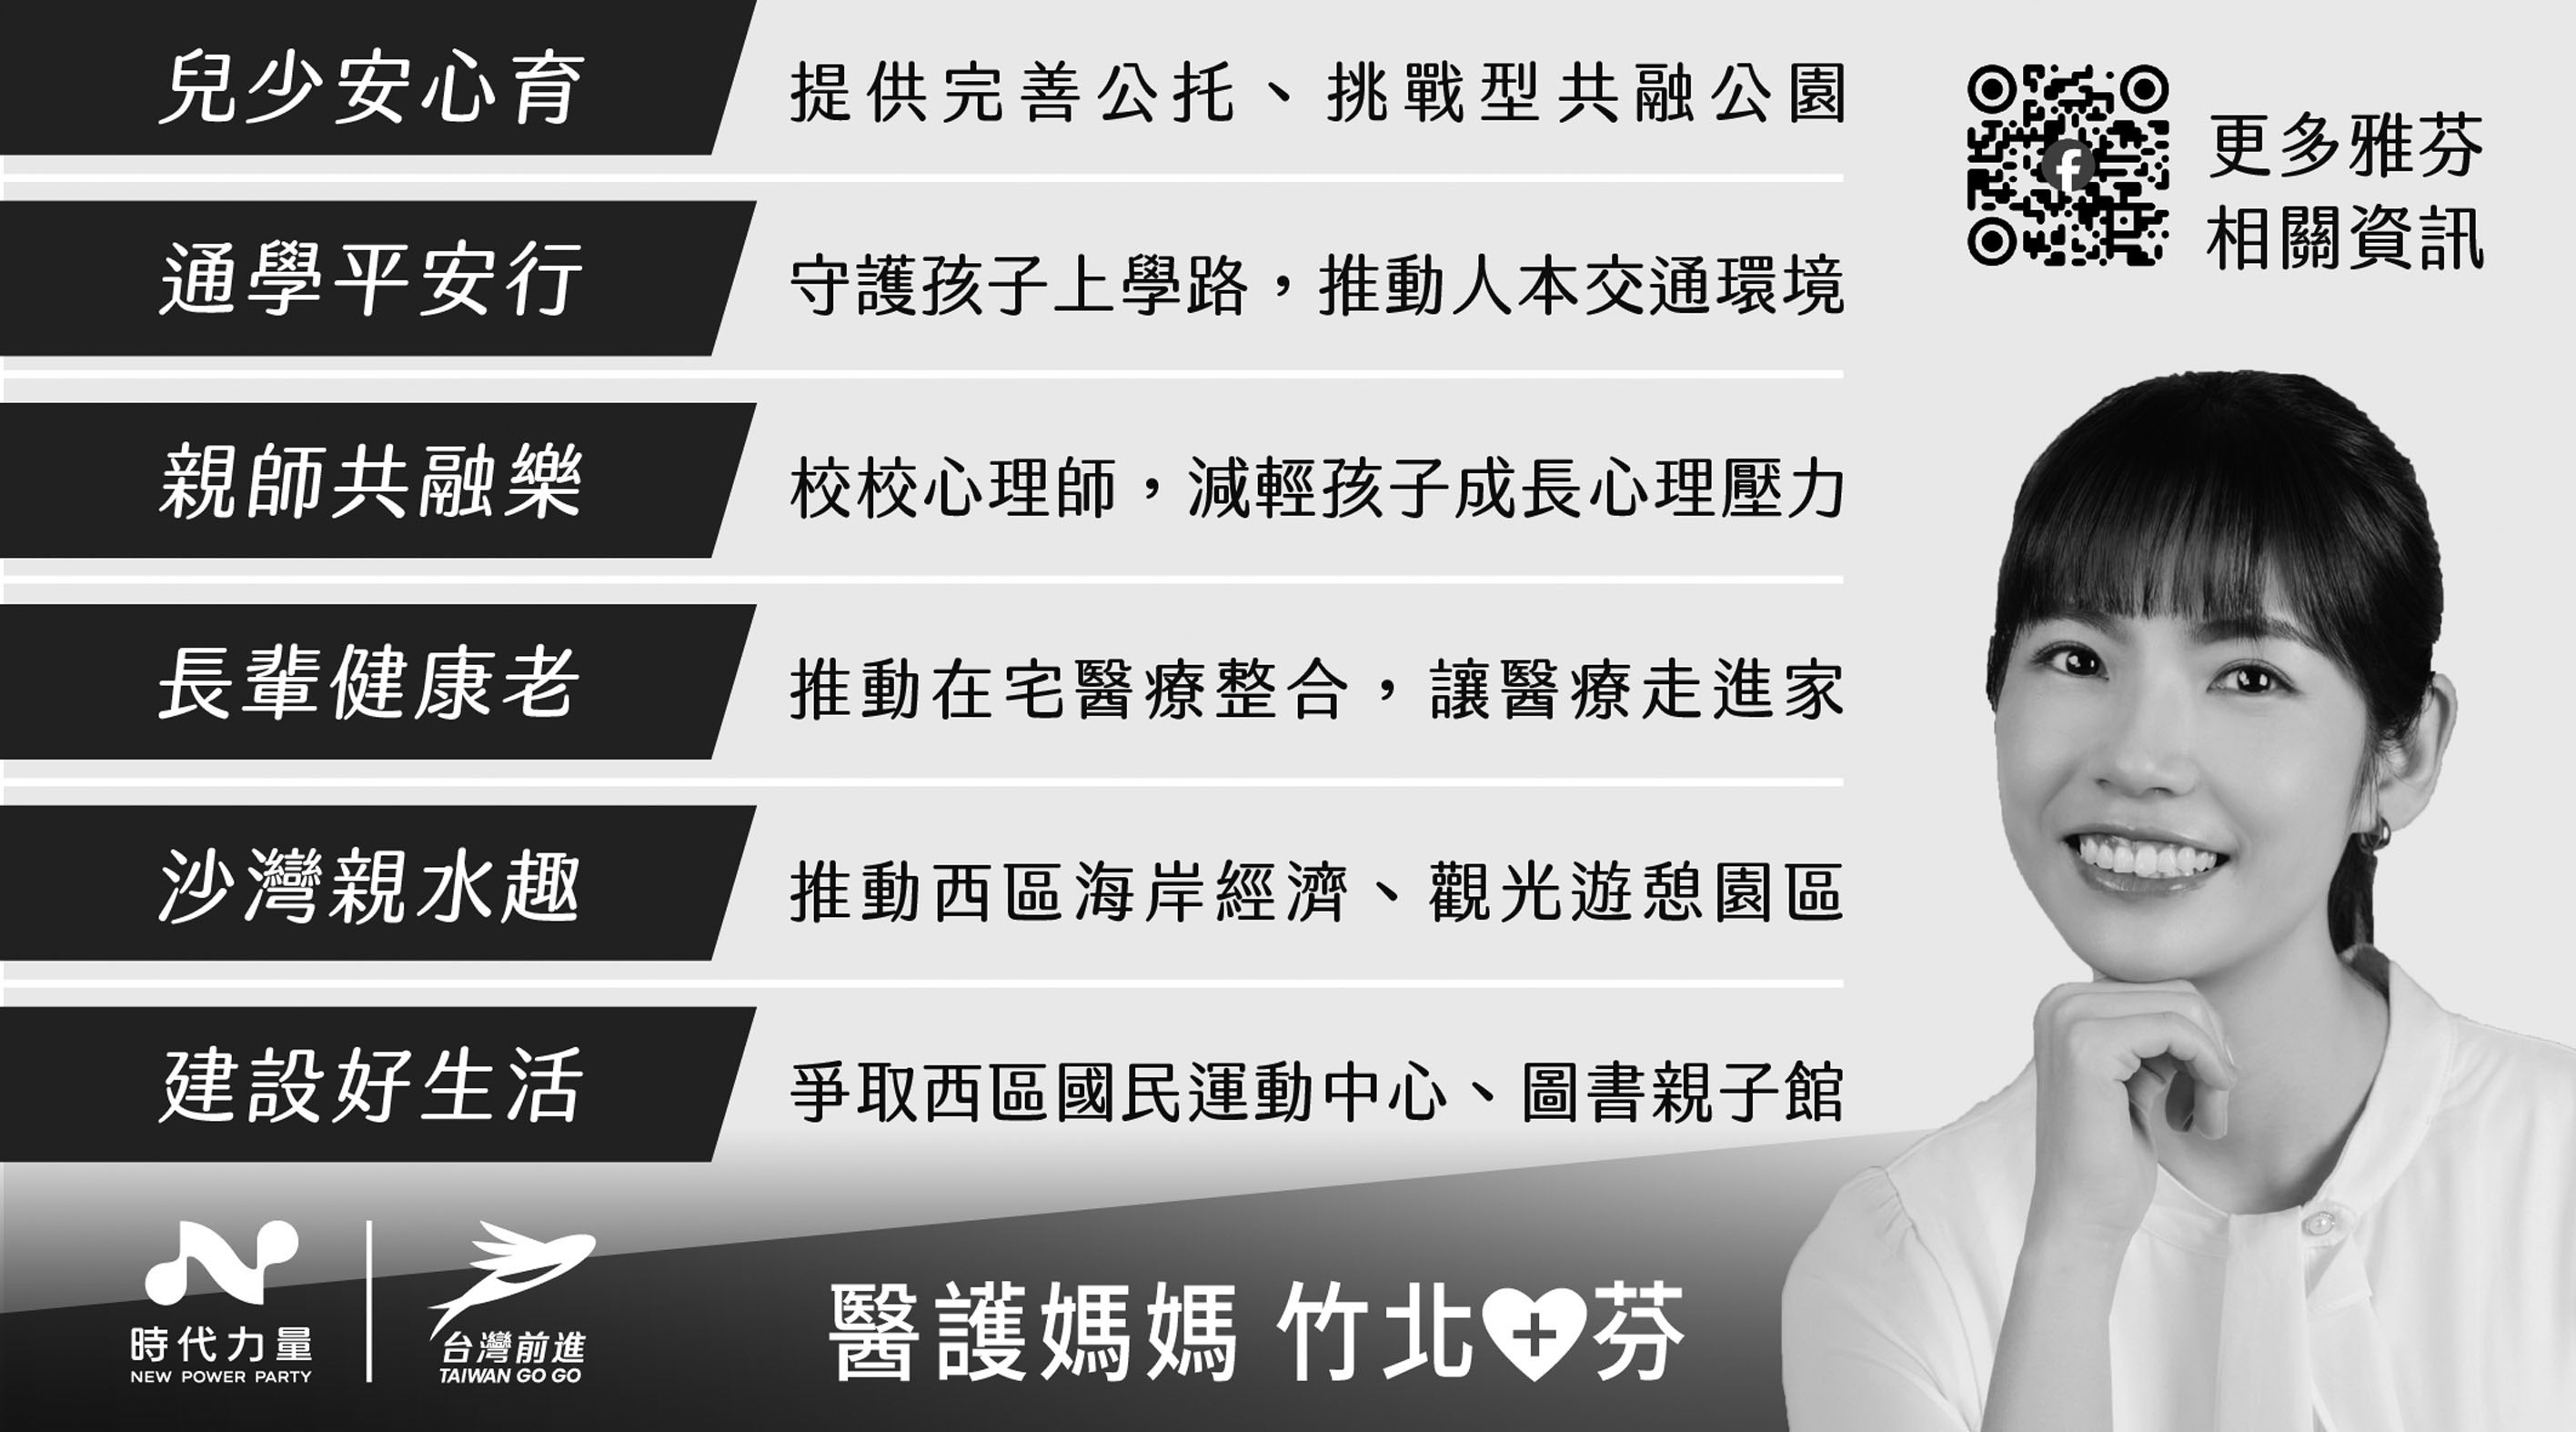 兒少安心育 提供完善公托、挑戰型共融公園
通學平安行 守護孩子上學路，推動人本交通環境
親師共融樂 校校心理師，減輕孩子成長心理壓力
長輩健康老 推動在宅醫療整合，讓醫療走進家
沙灣親水趣 推動西區海岸經濟、觀光遊憩園區
建設好生活 爭取西區國民運動中心、圖書親子館
更多雅芬
相關資訊
時代力量
NEW POWER PARTY
台灣前進
TAIWAN GO GO
醫護媽媽 竹北芬